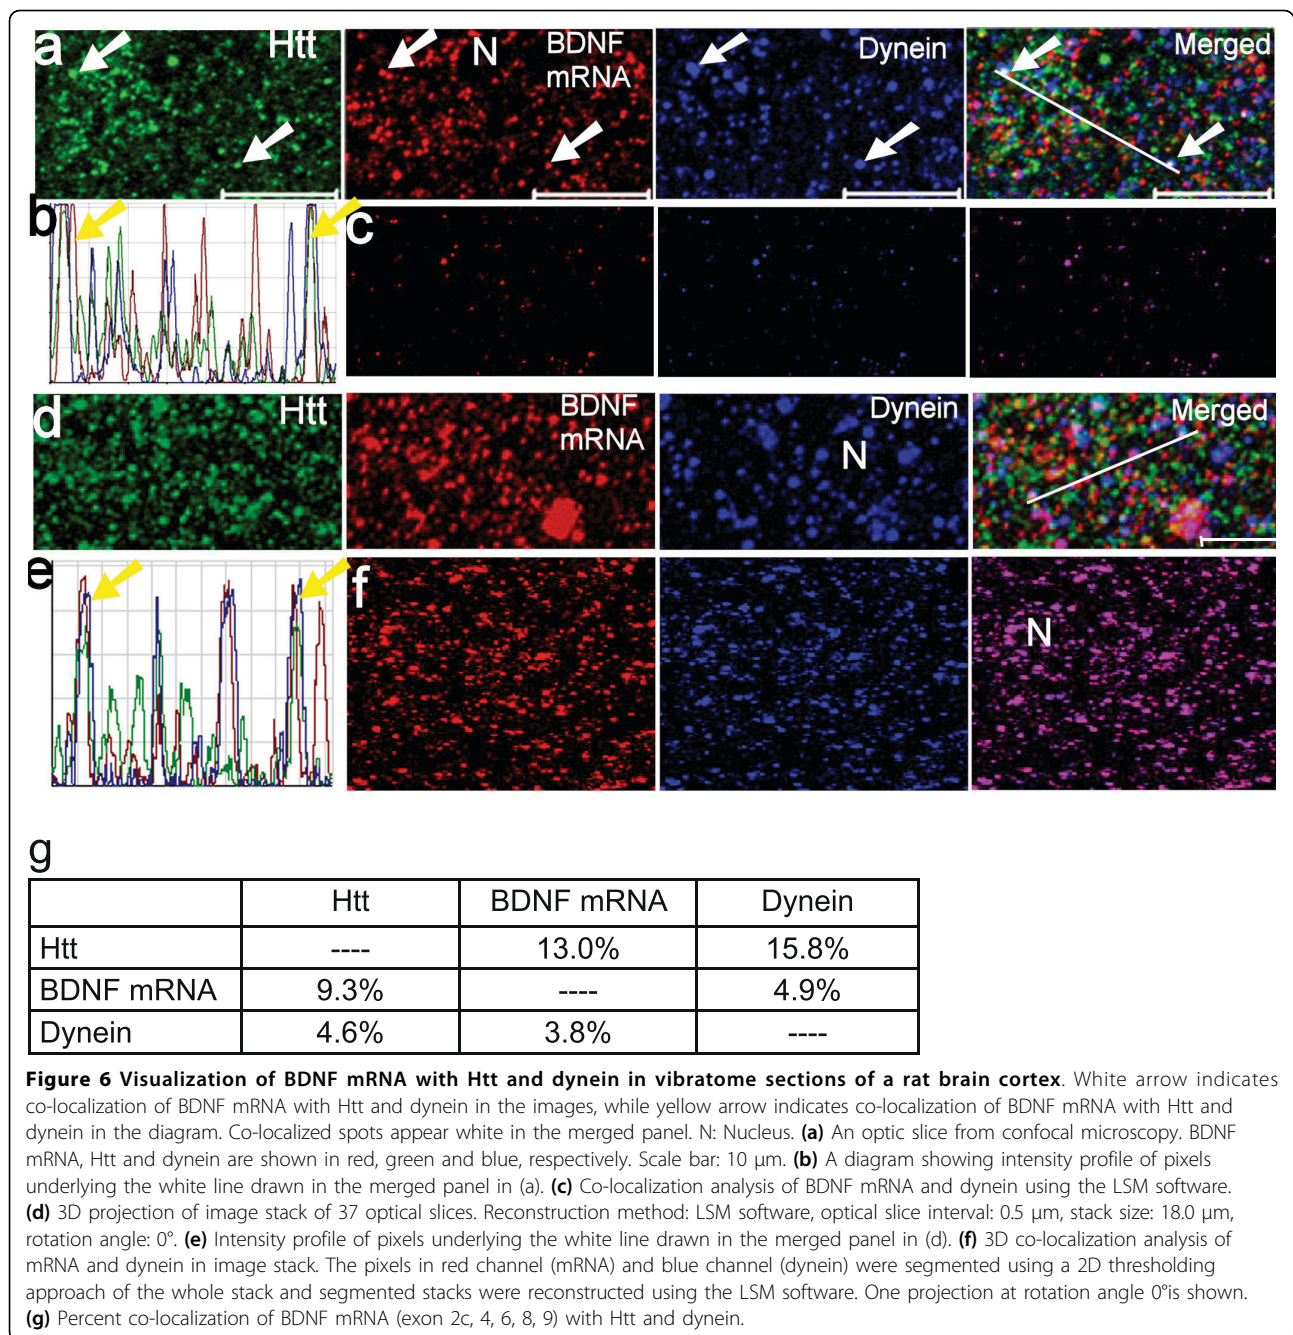 a Htt N BDNF mRNA Dynein Merged
b c
d Htt BDNF mRNA Dynein N Merged
e f N
g
Htt BDNF mRNA Dynein
Htt ---- 13.0% 15.8%
BDNF mRNA 9.3% ---- 4.9%
Dynein 4.6% 3.8% ----
Figure 6 Visualization of BDNF mRNA with Htt and dynein in vibratome sections of a rat brain cortex. White arrow indicates
co-localization of BDNF mRNA with Htt and dynein in the images, while yellow arrow indicates co-localization of BDNF mRNA with Htt and
dynein in the diagram. Co-localized spots appear white in the merged panel. N: Nucleus. (a) An optic slice from confocal microscopy. BDNF
mRNA, Htt and dynein are shown in red, green and blue, respectively. Scale bar: 10 μm. (b) A diagram showing intensity profile of pixels
underlying the white line drawn in the merged panel in (a). (c) Co-localization analysis of BDNF mRNA and dynein using the LSM software.
(d) 3D projection of image stack of 37 optical slices. Reconstruction method: LSM software, optical slice interval: 0.5 μm, stack size: 18.0 μm,
rotation angle: 0°. (e) Intensity profile of pixels underlying the white line drawn in the merged panel in (d). (f) 3D co-localization analysis of
mRNA and dynein in image stack. The pixels in red channel (mRNA) and blue channel (dynein) were segmented using a 2D thresholding
approach of the whole stack and segmented stacks were reconstructed using the LSM software. One projection at rotation angle 0°is shown.
(g) Percent co-localization of BDNF mRNA (exon 2c, 4, 6, 8, 9) with Htt and dynein.